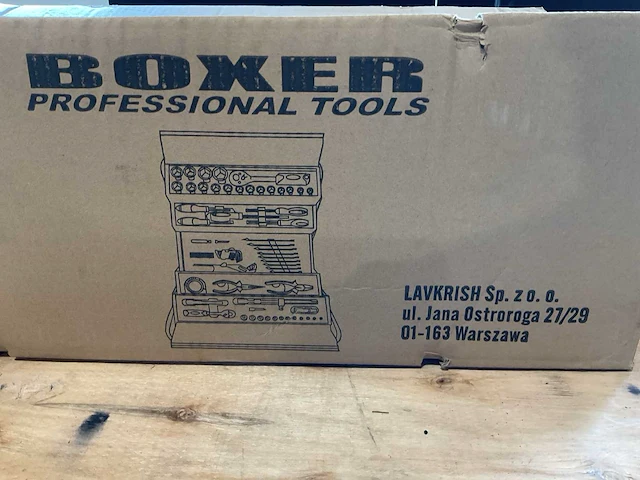 BOXER
PROFESSIONAL TOOLS
LAVKRISH Sp. z o. o.
ul. Jana Ostroroga 27/29
01-163 Warszawa